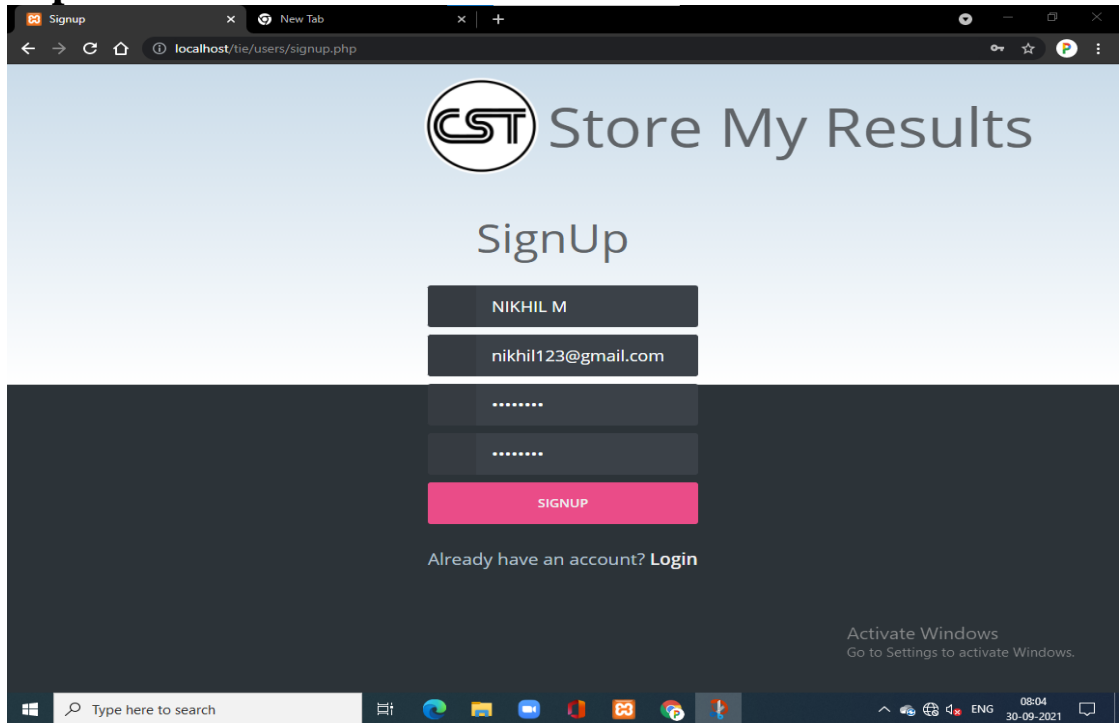 Signup
New Tab
localhost/tie/users/signup.php
P
CST Store My Results
SignUp
NIKHIL M
nikhil123@gmail.com
••••••••
••••••••
SIGNUP
Already have an account? Login
Activate Windows
Go to Settings to activate Windows.
Type here to search
ENG
08:04
30-09-2021